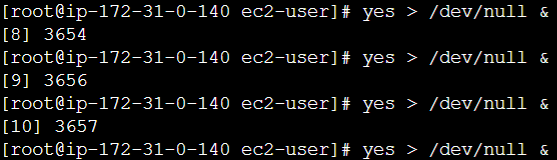 [root@ip-172-31-0-140 ec2-user]# yes > /dev/null &
[8] 3654
[root@ip-172-31-0-140 ec2-user]# yes > /dev/null &
[9] 3656
[root@ip-172-31-0-140 ec2-user]# yes > /dev/null &
[10] 3657
[root@ip-172-31-0-140 ec2-user]# yes > /dev/null &